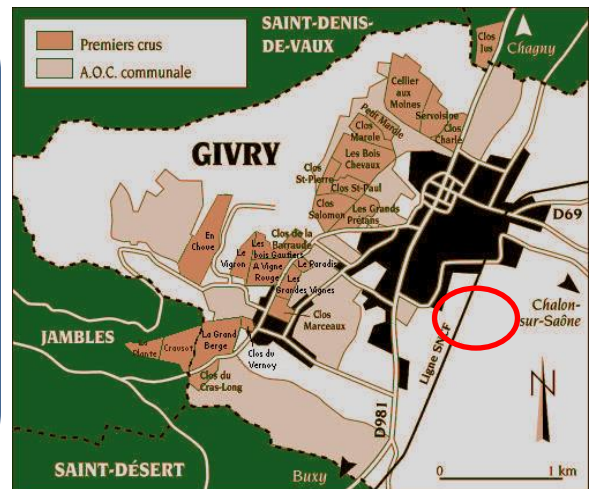 SAINT-DENIS-
DE-VAUX
Premiers crus
A.O.C. communale
Clos
Jus
Chagny
Cellier
aux
Moines
Servoisine
Petit Marole
Clos
Marole
Clos
Charlé
GIVRY
Les Bois
Chevaux
Clos
St-Pierre
Clos St-Paul
Clos
Salomon
Les Grands
Prétans
D69
En
Choue
Clos de la
Barraude
Le
Vigron
Les
bois Gautiers
A Vigne
Rouge
Le Paradis
Les
Grandes Vignes
Clos
Marceaux
Chalon-
sur-Saône
JAMBLES
La Grand
Berge
La
Plante
Crausot
Clos du
Vernoy
Clos du
Cras-Long
Ligne SNCF
D981
N
SAINT-DÉSERT
Buxy
0 1 km